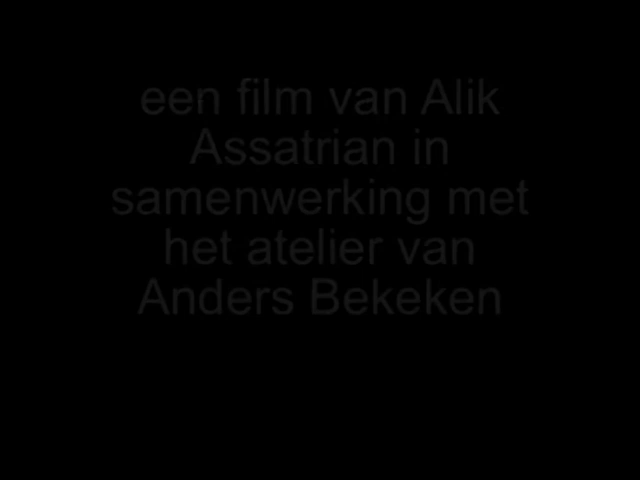 een film van Alik
Assatrian in
samenwerking met
het atelier van
Anders Bekeken